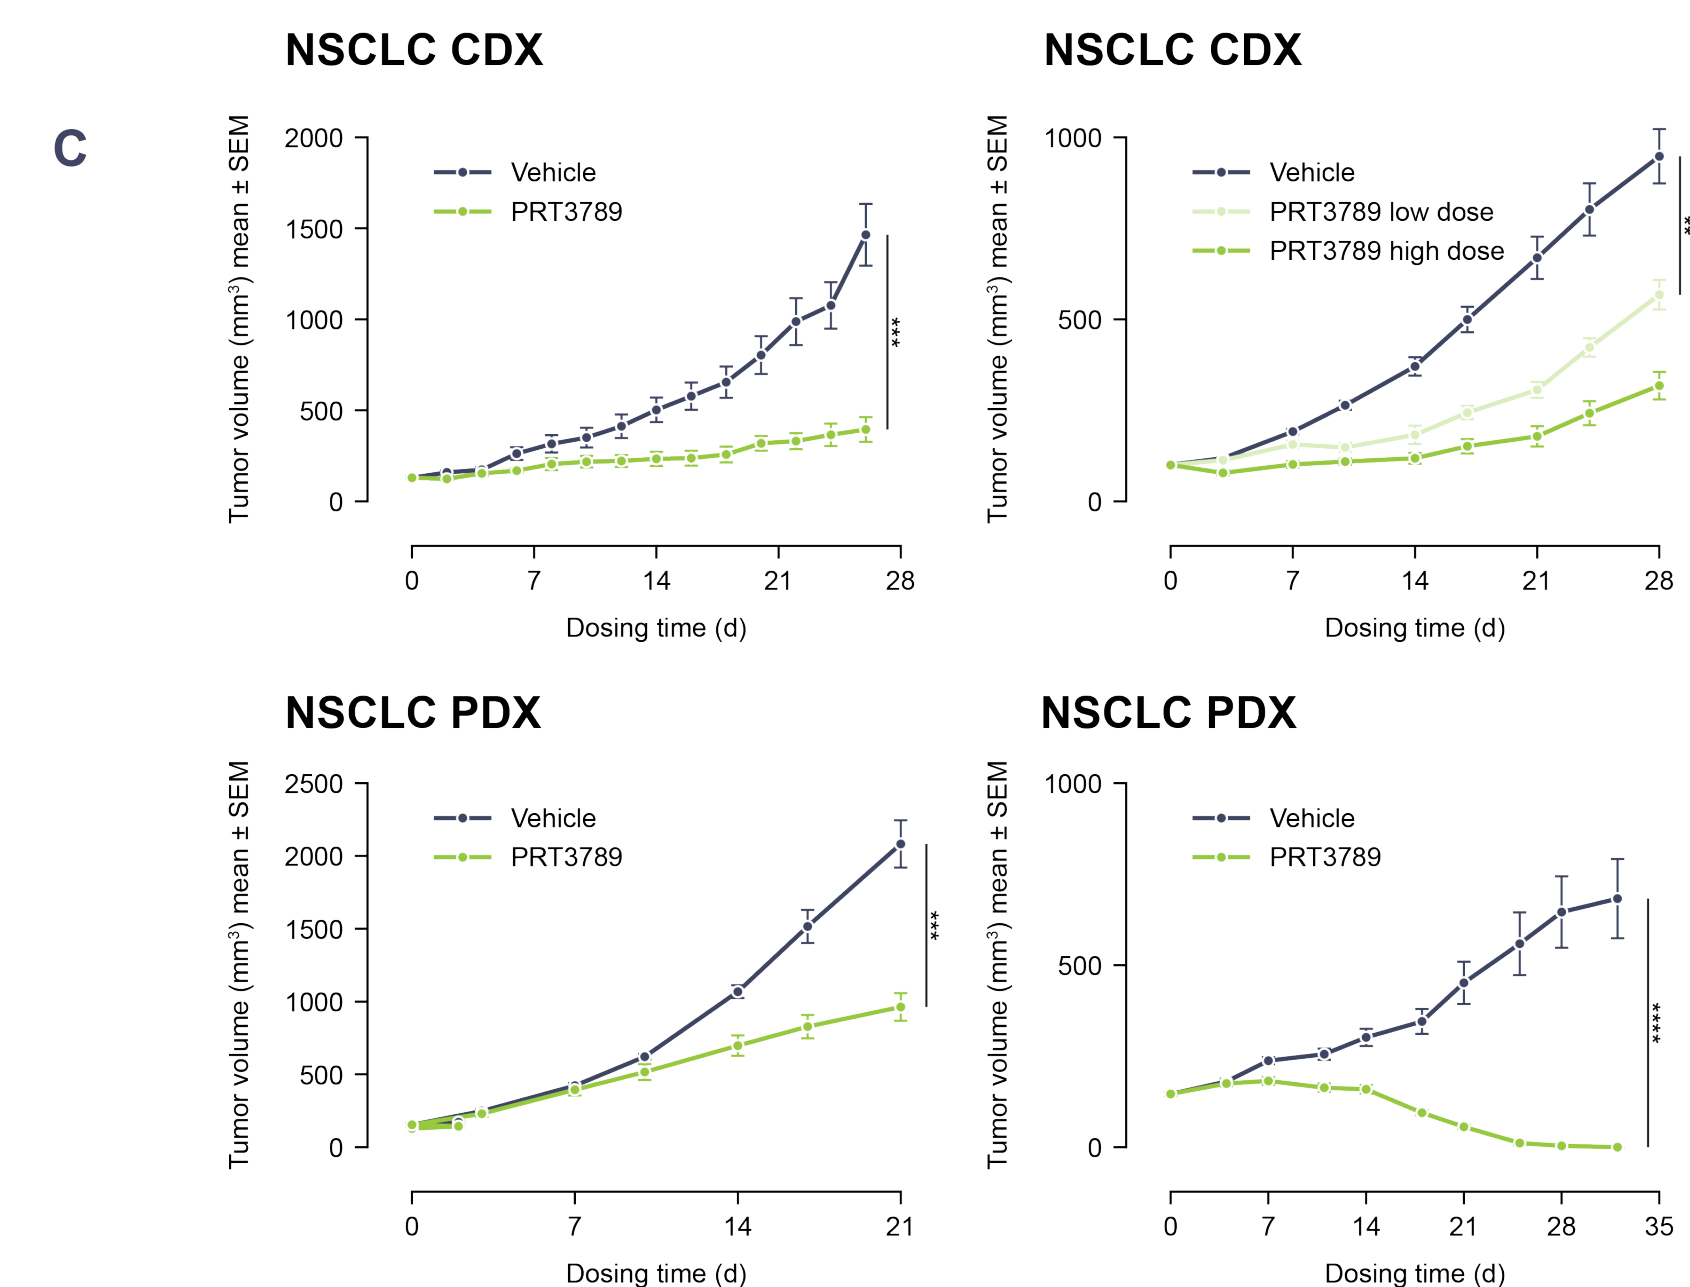 NSCLC CDX
NSCLC CDX
C
Tumor volume (mm³) mean ± SEM
2000
1500
1000
500
0
Vehicle
PRT3789
***
0 7 14 21 28
Dosing time (d)
Tumor volume (mm³) mean ± SEM
1000
500
0
Vehicle
PRT3789 low dose
PRT3789 high dose
**
0 7 14 21 28
Dosing time (d)
NSCLC PDX
NSCLC PDX
Tumor volume (mm³) mean ± SEM
2500
2000
1500
1000
500
0
Vehicle
PRT3789
***
0 7 14 21
Dosing time (d)
Tumor volume (mm³) mean ± SEM
1000
500
0
Vehicle
PRT3789
****
0 7 14 21 28 35
Dosing time (d)